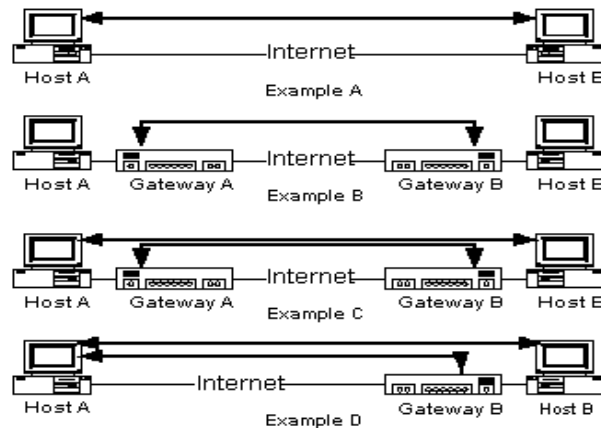 Internet
Host A Host E
Example A
Internet
Host A Gateway A Gateway B Host E
Example B
Internet
Host A Gateway A Gateway B Host E
Example C
Internet
Host A Gateway B Host B
Example D